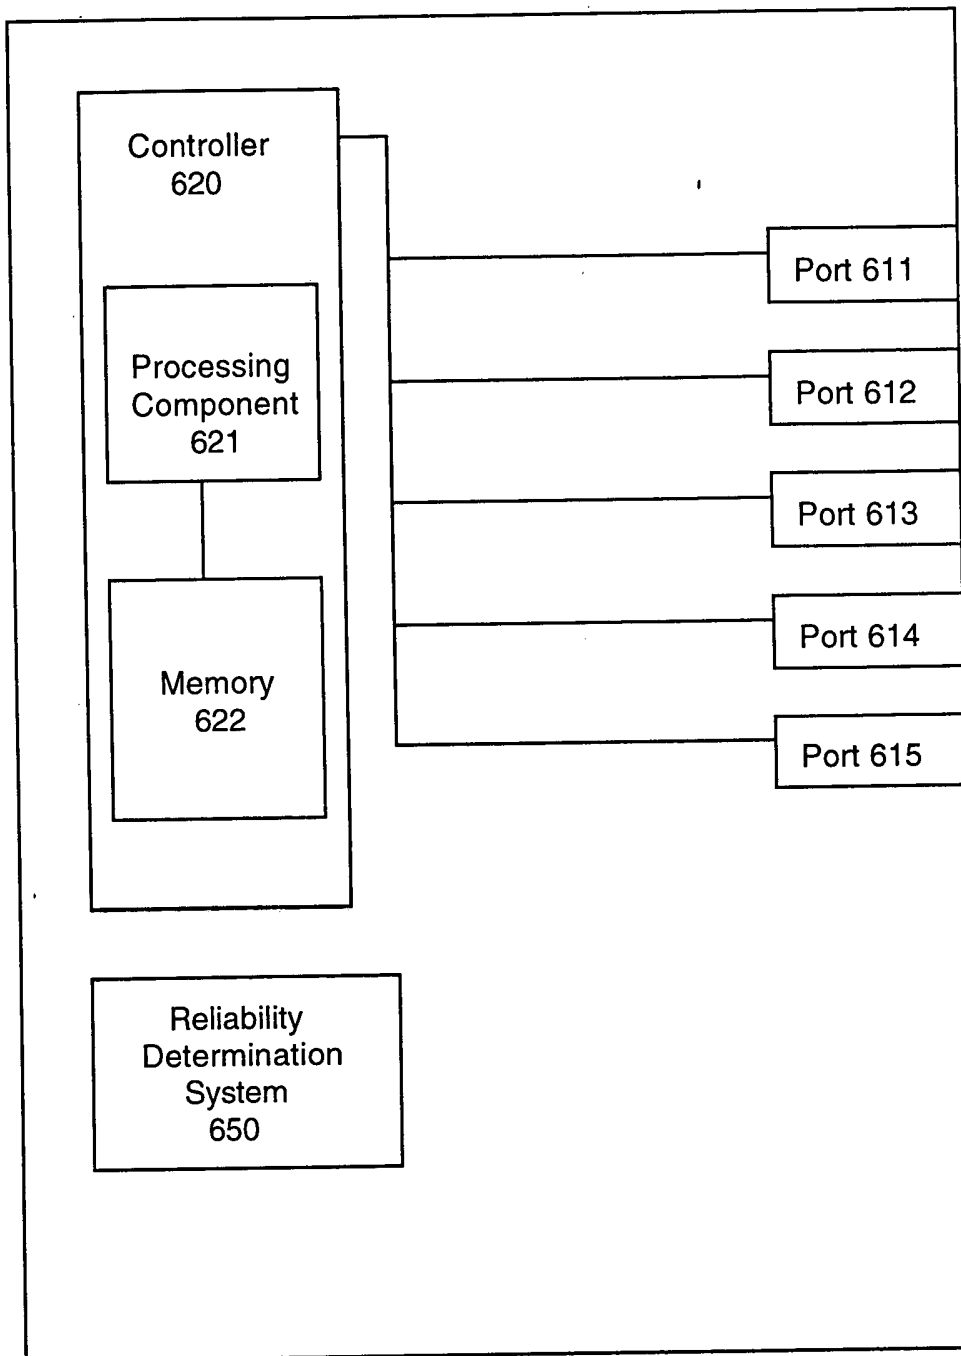 Controller
620
Port 611
Processing
Component
621
Port 612
Port 613
Port 614
Memory
622
Port 615
Reliability
Determination
System
650